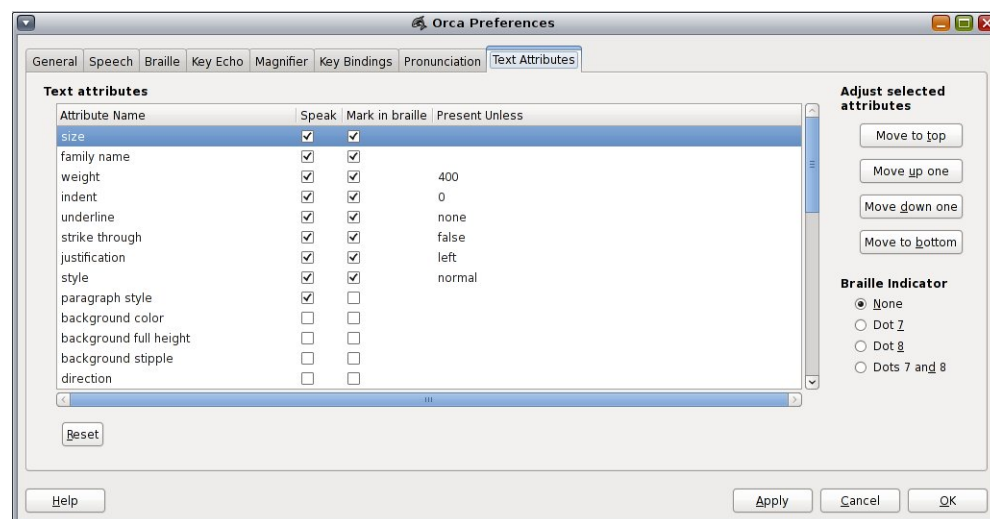 Orca Preferences
General Speech Braille Key Echo Magnifier Key Bindings Pronunciation Text Attributes
Text attributes
Attribute Name Speak Mark in braille Present Unless
size
family name
weight 400
indent 0
underline none
strike through false
justification left
style normal
paragraph style
background color
background full height
background stipple
direction
Reset
Adjust selected
attributes
Move to top
Move up one
Move down one
Move to bottom
Braille Indicator
None
Dot 7
Dot 8
Dots 7 and 8
Help Apply Cancel OK